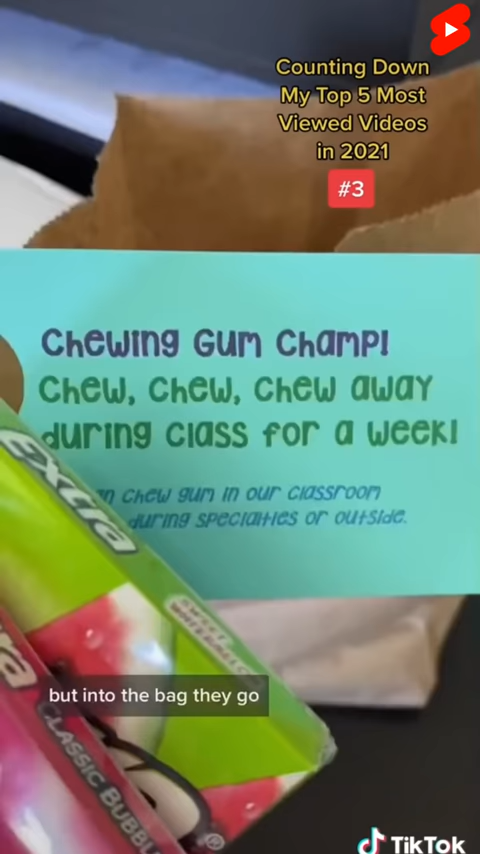 Counting Down
My Top 5 Most
Viewed Videos
in 2021
#3
Chewing Gum Champ!
Chew, Chew, Chew away
during class for a week!
chew gum in our classroom
during specialties or outside.
extra
SWEET
CLASSIC
but into the bag they go
TikTok